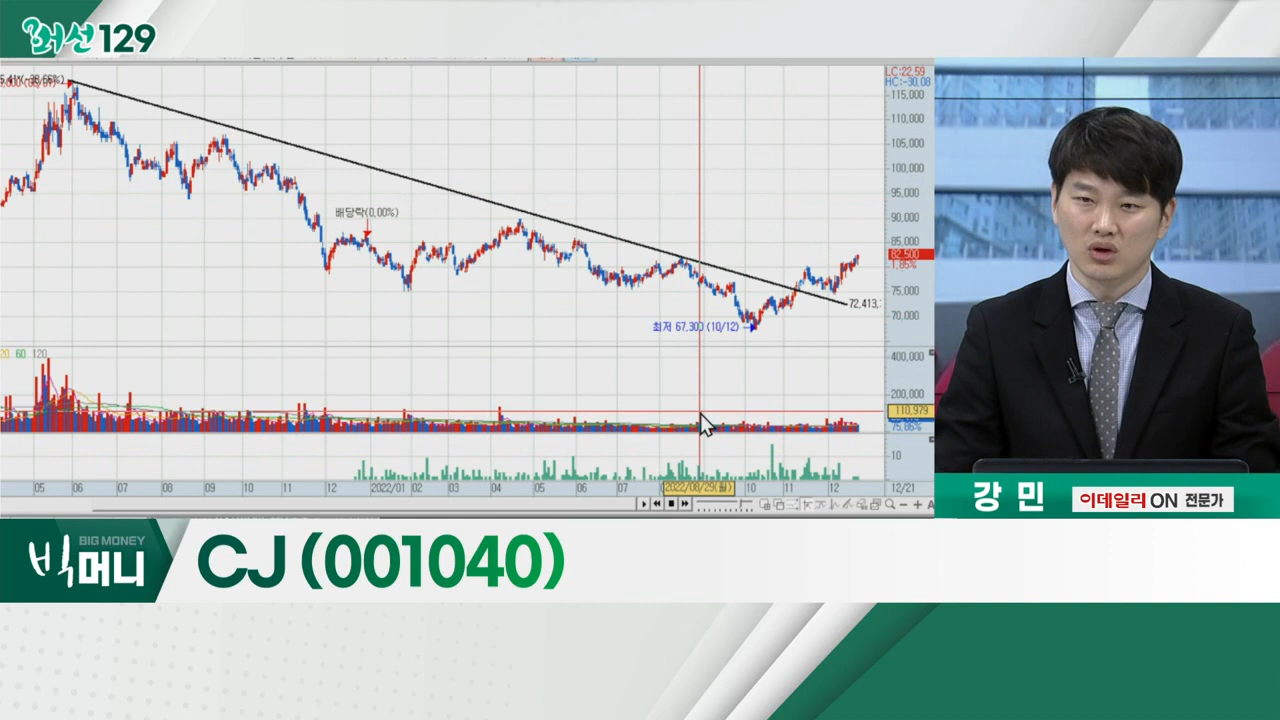 최선129
LC:22.59
HC:-30.08
115,000
110,000
105,000
100,000
95,000
90,000
85,000
82,500
1.85%
75,000
70,000
배당락(0.00%)
72,413.
최저 67,300 (10/12)
20 60 120
400,000
200,000
110,979
75.86%
10
05 06 07 08 09 10 11 12 2022/01 02 03 04 05 06 07 2022/08/29(월) 10 11 12 12/21
강 민
이데일리ON 전문가
BIG MONEY
빅머니
CJ (001040)